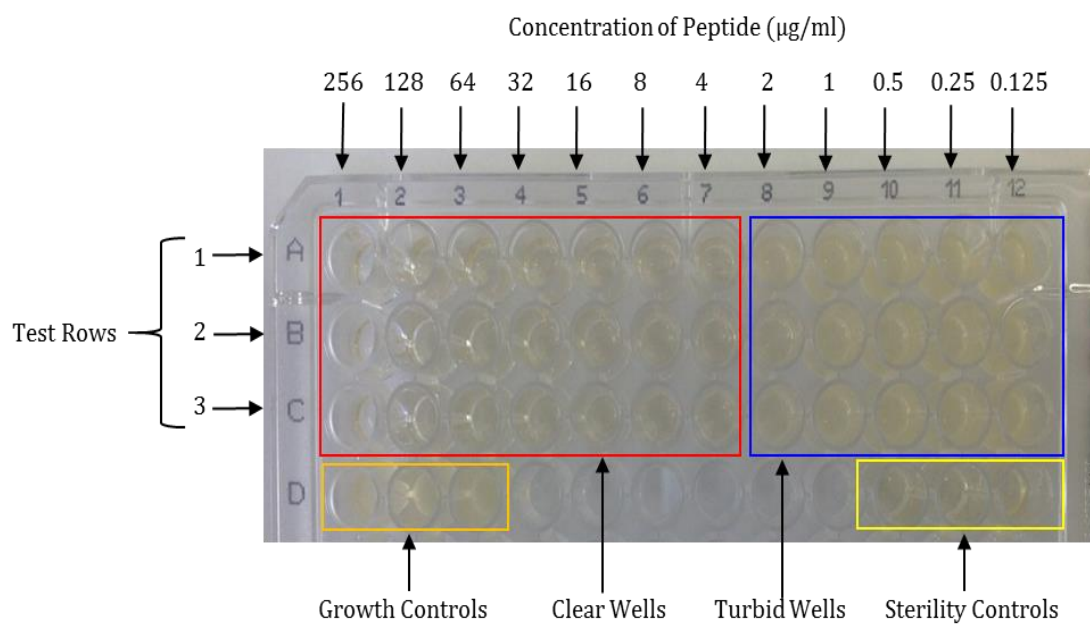 Concentration of Peptide (µg/ml)
256 128 64 32 16 8 4 2 1 0.5 0.25 0.125
1 2 3 4 5 6 7 8 9 10 11 12
1 A
Test Rows 2 B
3 C
D
Growth Controls Clear Wells Turbid Wells Sterility Controls